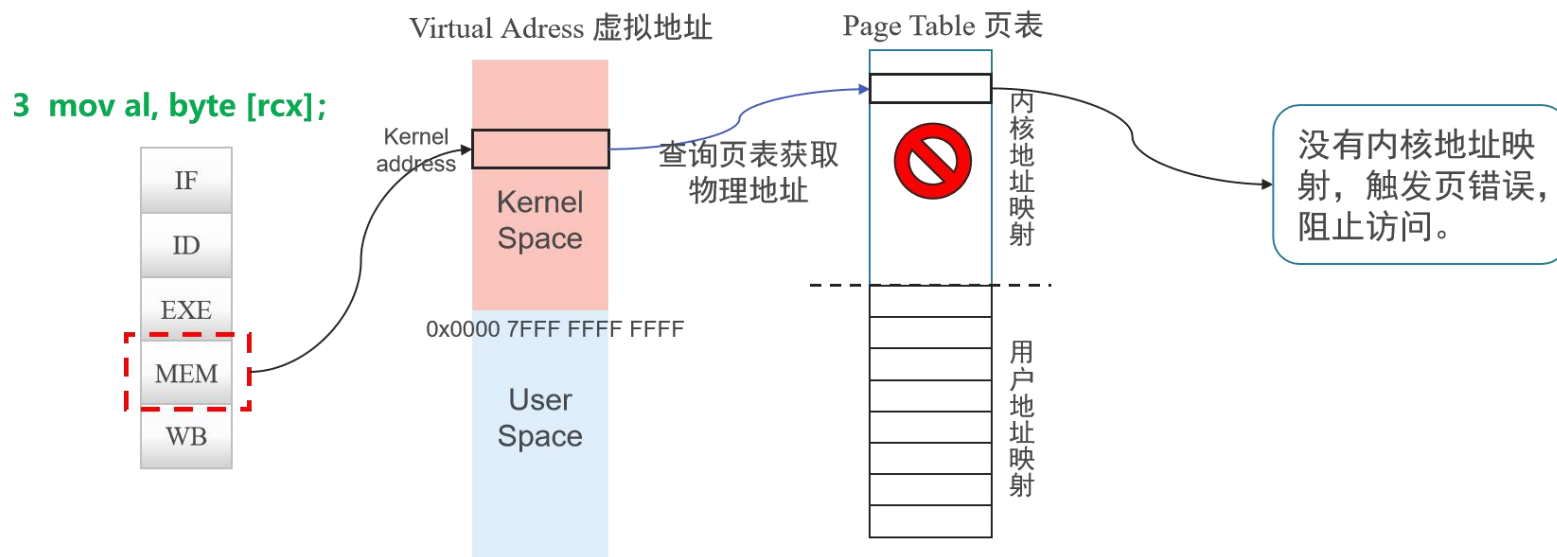 Virtual Adress 虚拟地址
Page Table 页表
3 mov al, byte [rcx];
IF
ID
EXE
MEM
WB
Kernel
address
Kernel
Space
0x0000 7FFF FFFF FFFF
User
Space
查询页表获取
物理地址
内核地址映射
用户地址映射
没有内核地址映
射，触发页错误，
阻止访问。